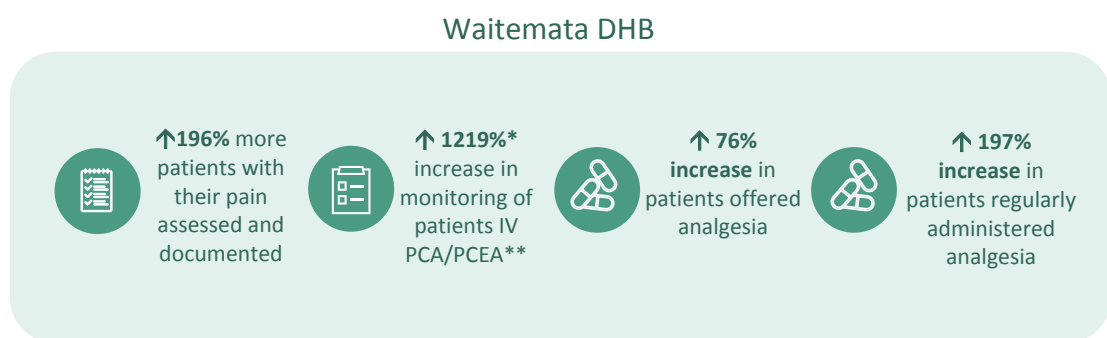 Waitemata DHB
↑196% more
patients with
their pain
assessed and
documented
↑ 1219%*
increase in
monitoring of
patients IV
PCA/PCEA**
↑ 76%
increase in
patients offered
analgesia
↑ 197%
increase in
patients regularly
administered
analgesia